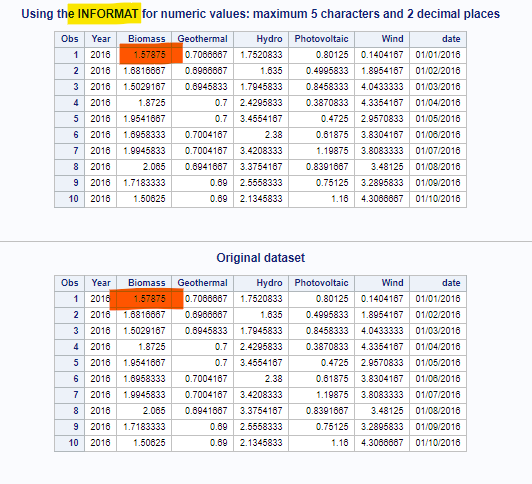 Using the INFORMAT for numeric values: maximum 5 characters and 2 decimal places
Obs Year Biomass Geothermal Hydro Photovoltaic Wind date
1 2016 1.57875 0.7066667 1.7520833 0.80125 0.1404167 01/01/2016
2 2016 1.6816667 0.6966667 1.635 0.4995833 1.8954167 01/02/2016
3 2016 1.5029167 0.6945833 1.7945833 0.8458333 4.0433333 01/03/2016
4 2016 1.8725 0.7 2.4295833 0.3870833 4.3354167 01/04/2016
5 2016 1.9541667 0.7 3.4554167 0.4725 2.9570833 01/05/2016
6 2016 1.6958333 0.7004167 2.38 0.61875 3.8304167 01/06/2016
7 2016 1.9945833 0.7004167 3.4208333 1.19875 3.8083333 01/07/2016
8 2016 2.065 0.6941667 3.3754167 0.8391667 3.48125 01/08/2016
9 2016 1.7183333 0.69 2.5558333 0.75125 3.2895833 01/09/2016
10 2016 1.50625 0.69 2.1345833 1.16 4.3066667 01/10/2016
Original dataset
Obs Year Biomass Geothermal Hydro Photovoltaic Wind date
1 2016 1.57875 0.7066667 1.7520833 0.80125 0.1404167 01/01/2016
2 2016 1.6816667 0.6966667 1.635 0.4995833 1.8954167 01/02/2016
3 2016 1.5029167 0.6945833 1.7945833 0.8458333 4.0433333 01/03/2016
4 2016 1.8725 0.7 2.4295833 0.3870833 4.3354167 01/04/2016
5 2016 1.9541667 0.7 3.4554167 0.4725 2.9570833 01/05/2016
6 2016 1.6958333 0.7004167 2.38 0.61875 3.8304167 01/06/2016
7 2016 1.9945833 0.7004167 3.4208333 1.19875 3.8083333 01/07/2016
8 2016 2.065 0.6941667 3.3754167 0.8391667 3.48125 01/08/2016
9 2016 1.7183333 0.69 2.5558333 0.75125 3.2895833 01/09/2016
10 2016 1.50625 0.69 2.1345833 1.16 4.3066667 01/10/2016